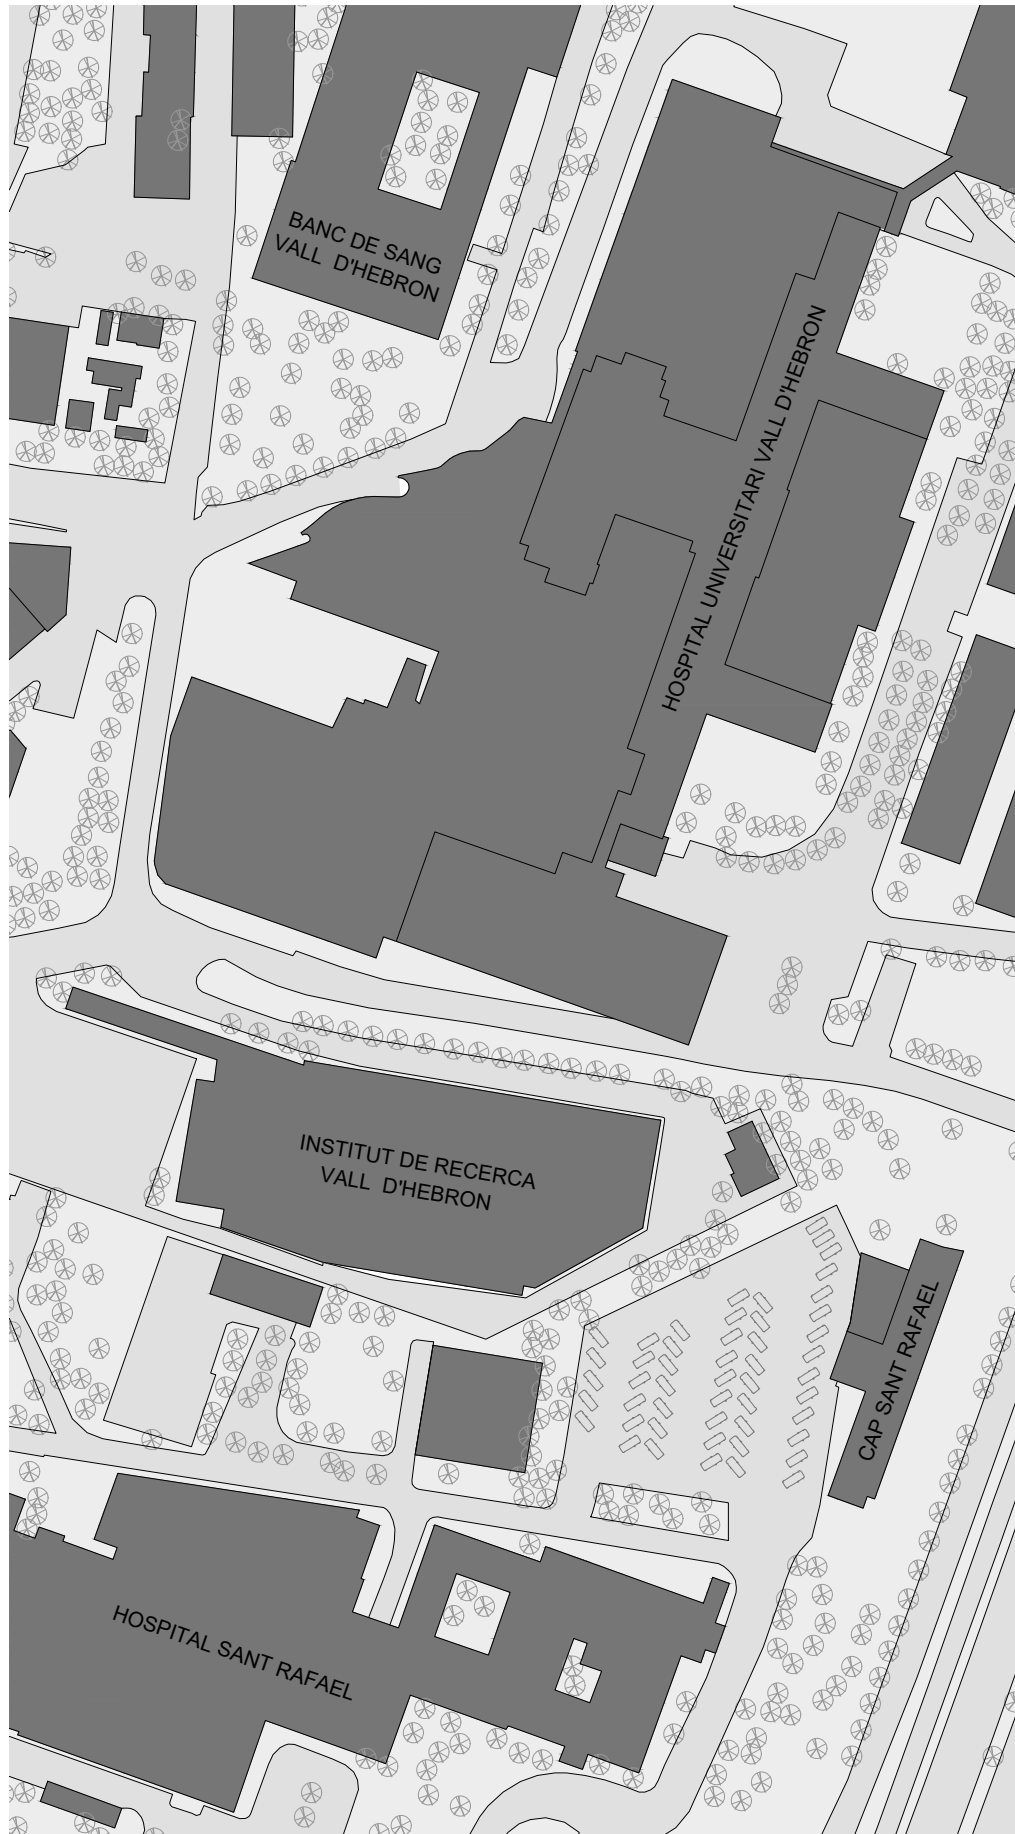 BANC DE SANG
VALL D'HEBRON
HOSPITAL UNIVERSITARI VALL D'HEBRON
INSTITUT DE RECERCA
VALL D'HEBRON
CAP SANT RAFAEL
HOSPITAL SANT RAFAEL